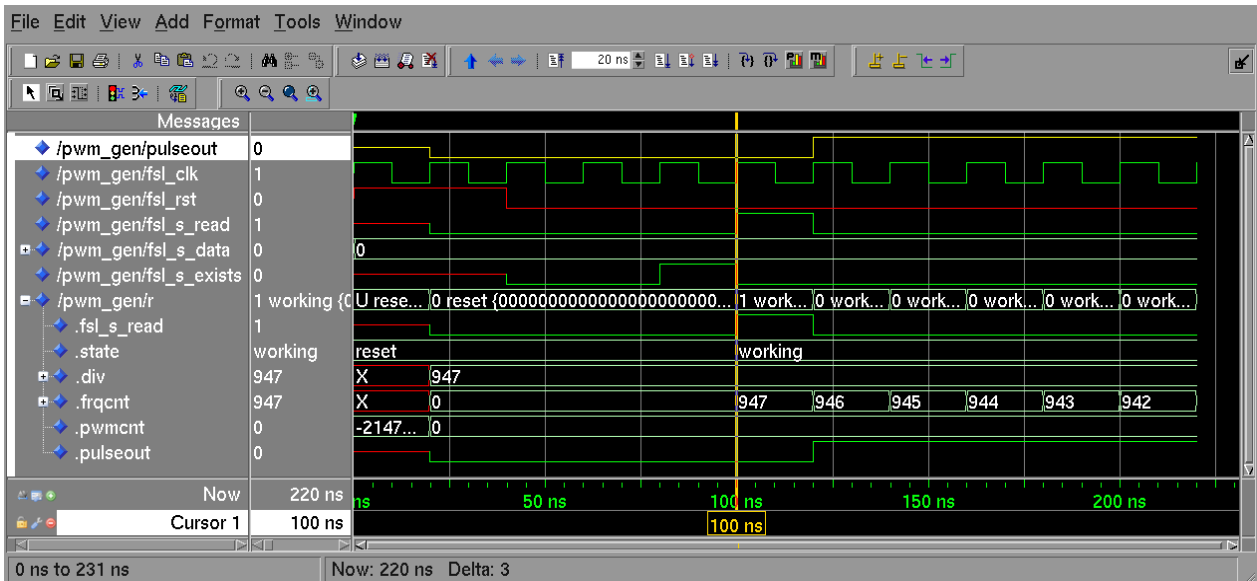 File Edit View Add Format Tools Window
20 ns
Messages
/pwm_gen/pulseout 0
/pwm_gen/fsl_clk 1
/pwm_gen/fsl_rst 0
/pwm_gen/fsl_s_read 1
/pwm_gen/fsl_s_data 0 0
/pwm_gen/fsl_s_exists 0
/pwm_gen/r 1 working {0 U rese... 0 reset {0000000000000000000000... 1 work... 0 work... 0 work... 0 work... 0 work... 0 work...
.fsl_s_read 1
.state working reset working
.div 947 X 947
.frqcnt 947 X 0 947 946 945 944 943 942
.pwmcnt 0 -2147... 0
.pulseout 0
Now 220 ns ns 50 ns 100 ns 150 ns 200 ns
Cursor 1 100 ns 100 ns
0 ns to 231 ns Now: 220 ns Delta: 3